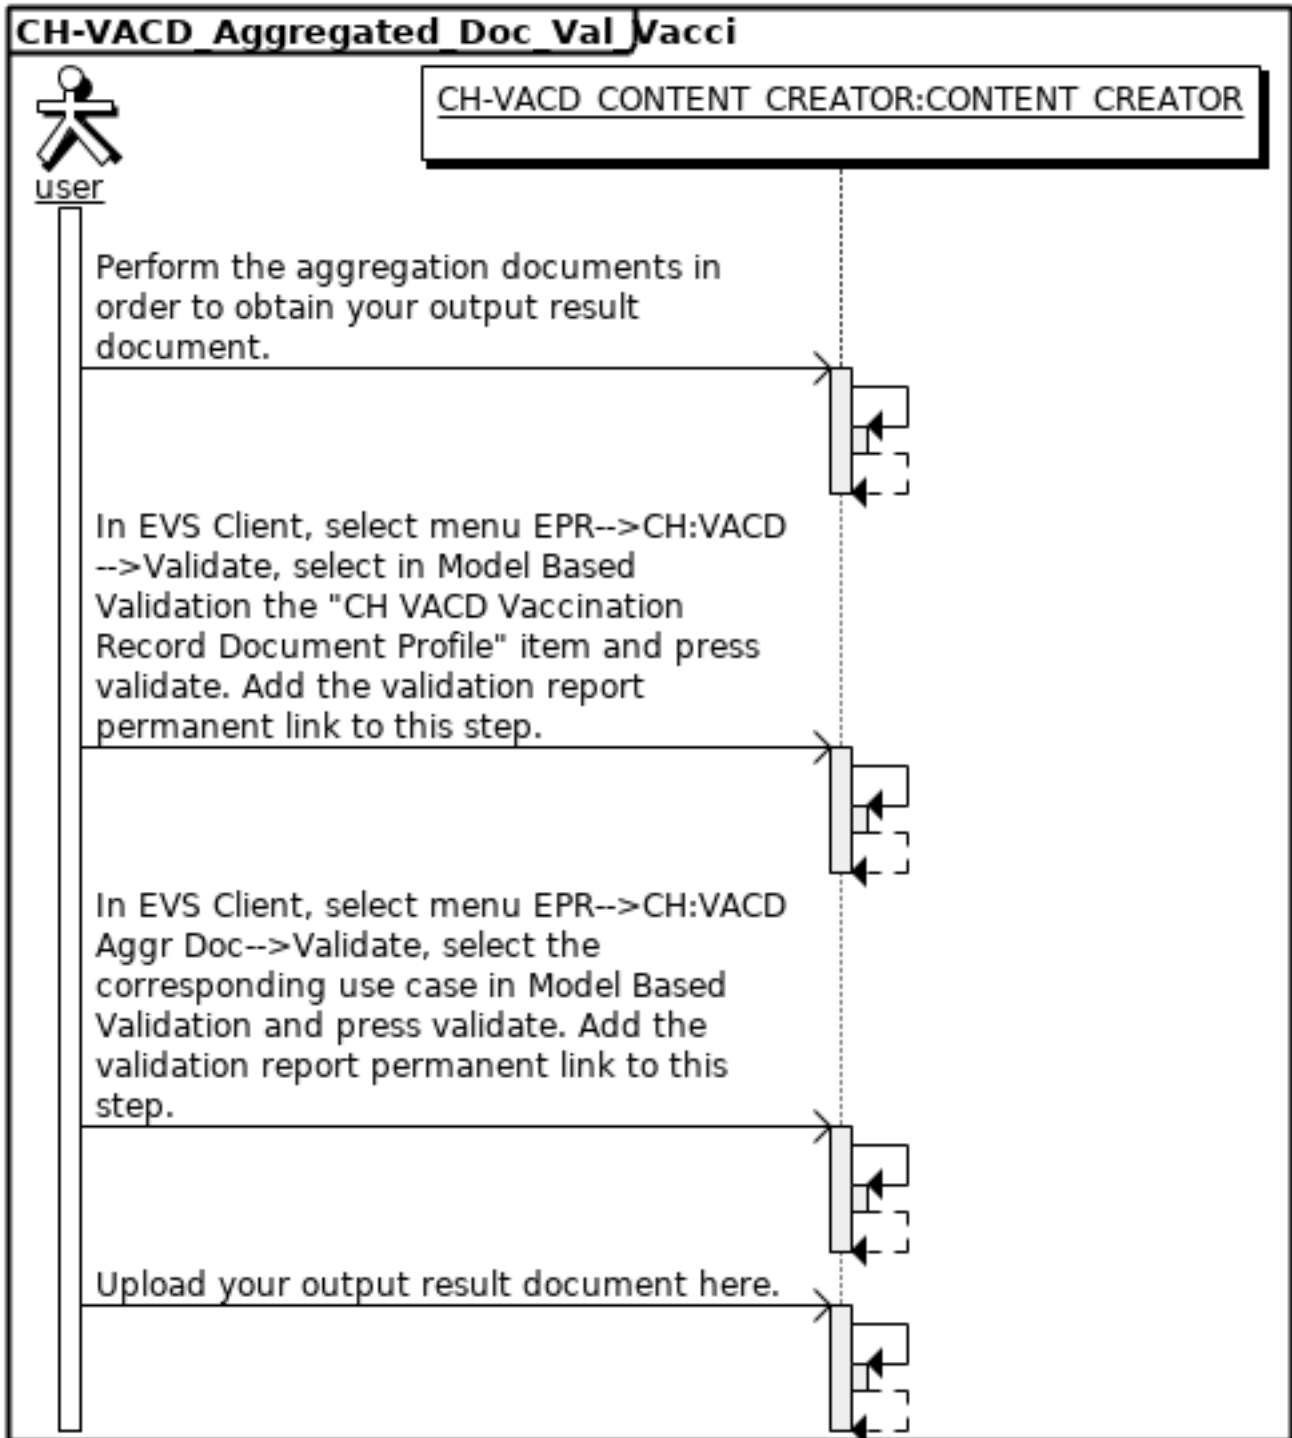 CH-VACD_Aggregated_Doc_Val_Vacci
CH-VACD_CONTENT_CREATOR:CONTENT_CREATOR
user
Perform the aggregation documents in
order to obtain your output result
document.
In EVS Client, select menu EPR-->CH:VACD
-->Validate, select in Model Based
Validation the "CH VACD Vaccination
Record Document Profile" item and press
validate. Add the validation report
permanent link to this step.
In EVS Client, select menu EPR-->CH:VACD
Aggr Doc-->Validate, select the
corresponding use case in Model Based
Validation and press validate. Add the
validation report permanent link to this
step.
Upload your output result document here.